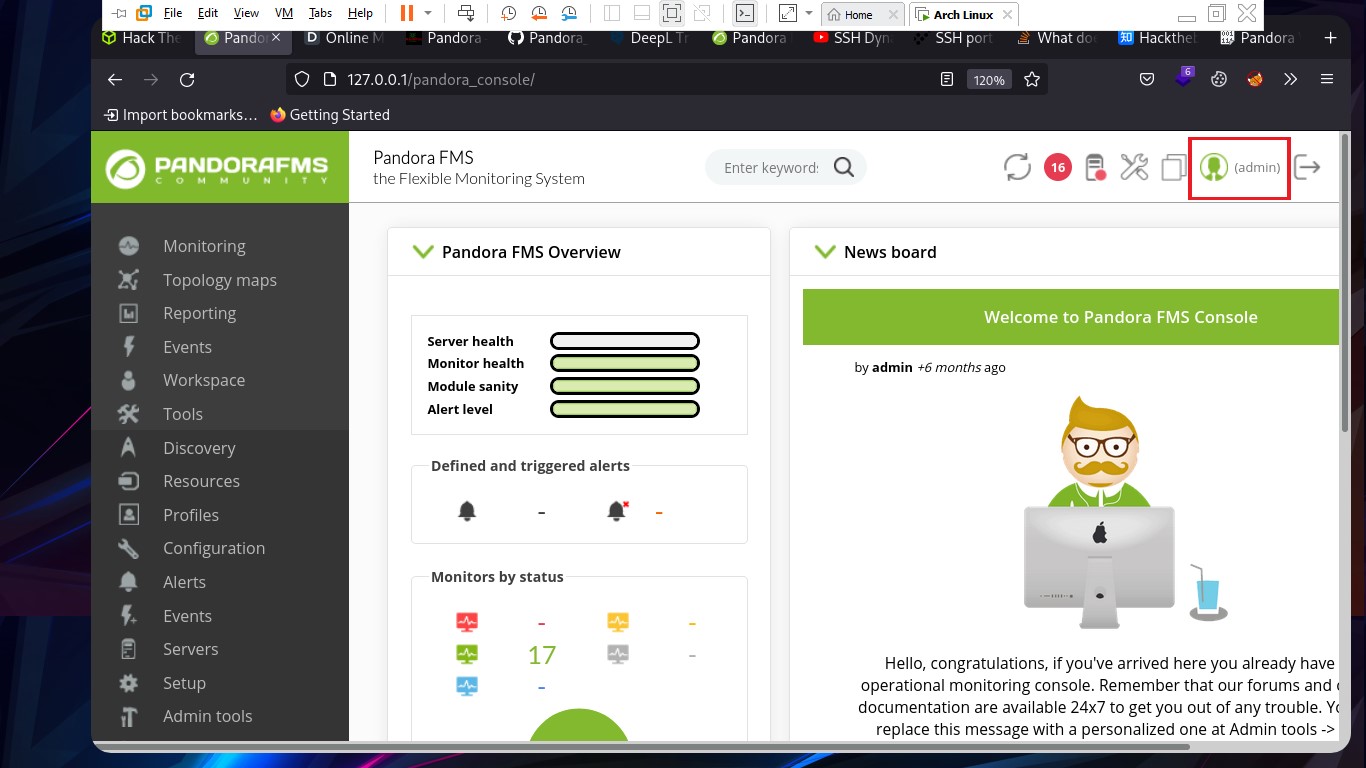 File Edit View VM Tabs Help Home Arch Linux
Hack The Pandor Online M Pandora Pandora_ DeepL Tr Pandora SSH Dyn SSH port What do Hacktheb Pandora
127.0.0.1/pandora_console/ 120% 6
Import bookmarks… Getting Started
PANDORAFMS
COMMUNITY
Pandora FMS
the Flexible Monitoring System
Enter keywords
16
(admin)
Monitoring
Topology maps
Reporting
Events
Workspace
Tools
Discovery
Resources
Profiles
Configuration
Alerts
Events
Servers
Setup
Admin tools
Pandora FMS Overview
Server health
Monitor health
Module sanity
Alert level
Defined and triggered alerts
- -
Monitors by status
- -
17 -
-
News board
Welcome to Pandora FMS Console
by admin +6 months ago
Hello, congratulations, if you've arrived here you already have
operational monitoring console. Remember that our forums and
documentation are available 24x7 to get you out of any trouble.
replace this message with a personalized one at Admin tools ->